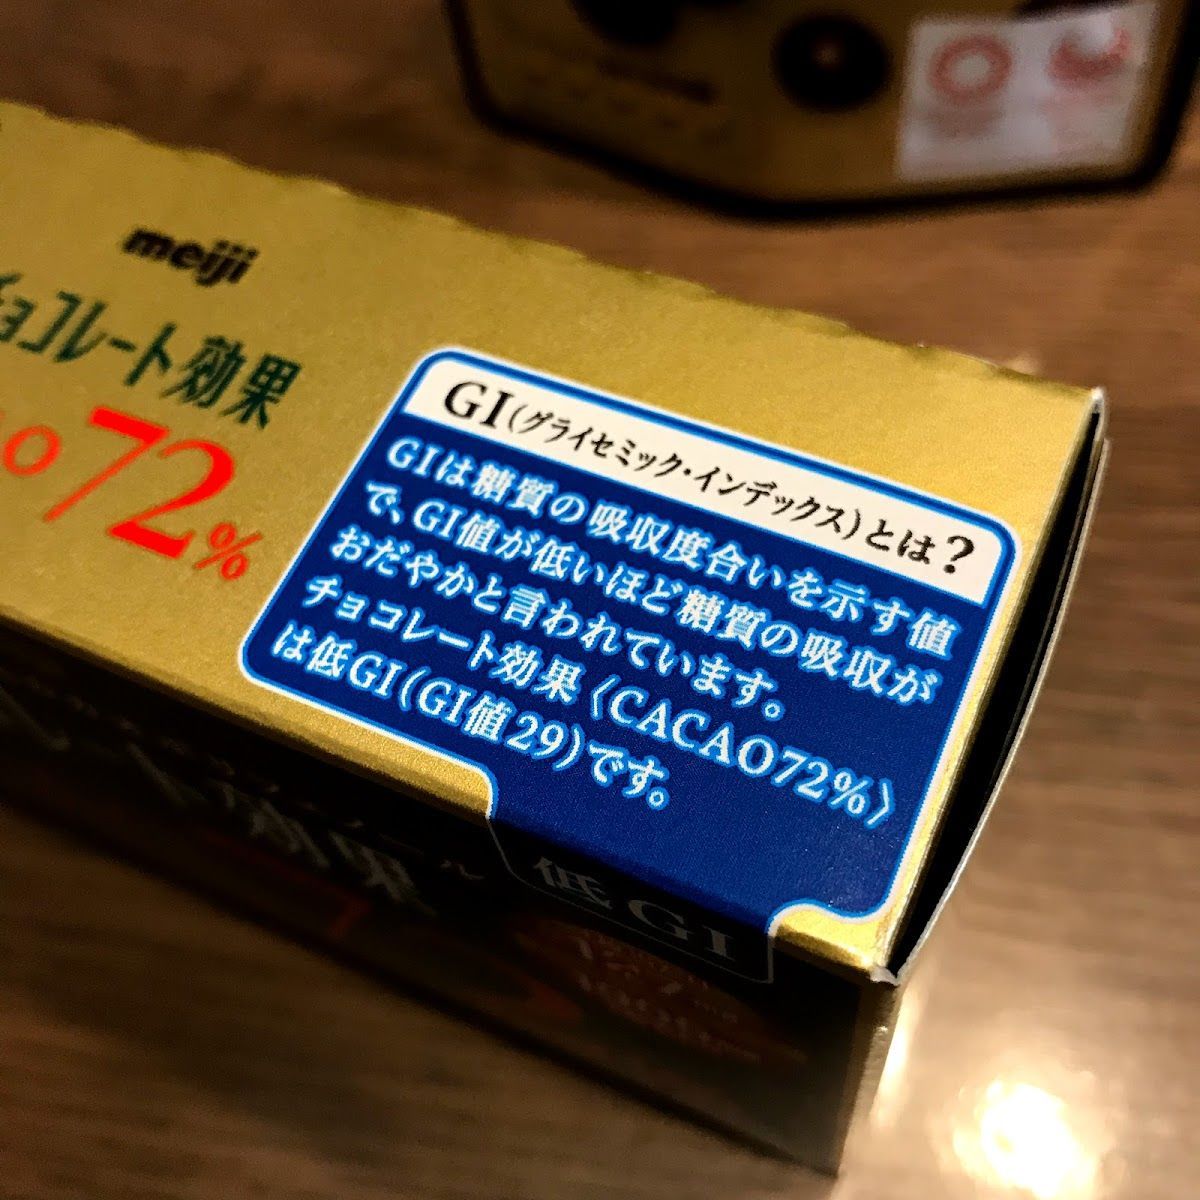 meiji
チョコレート効果
72%
GI(グライセミック・インデックス)とは?
GIは糖質の吸収度合いを示す値
で、GI値が低いほど糖質の吸収が
おだやかと言われています。
チョコレート効果〈CACAO72%〉
は低GI(GI値29)です。
低GI
効果